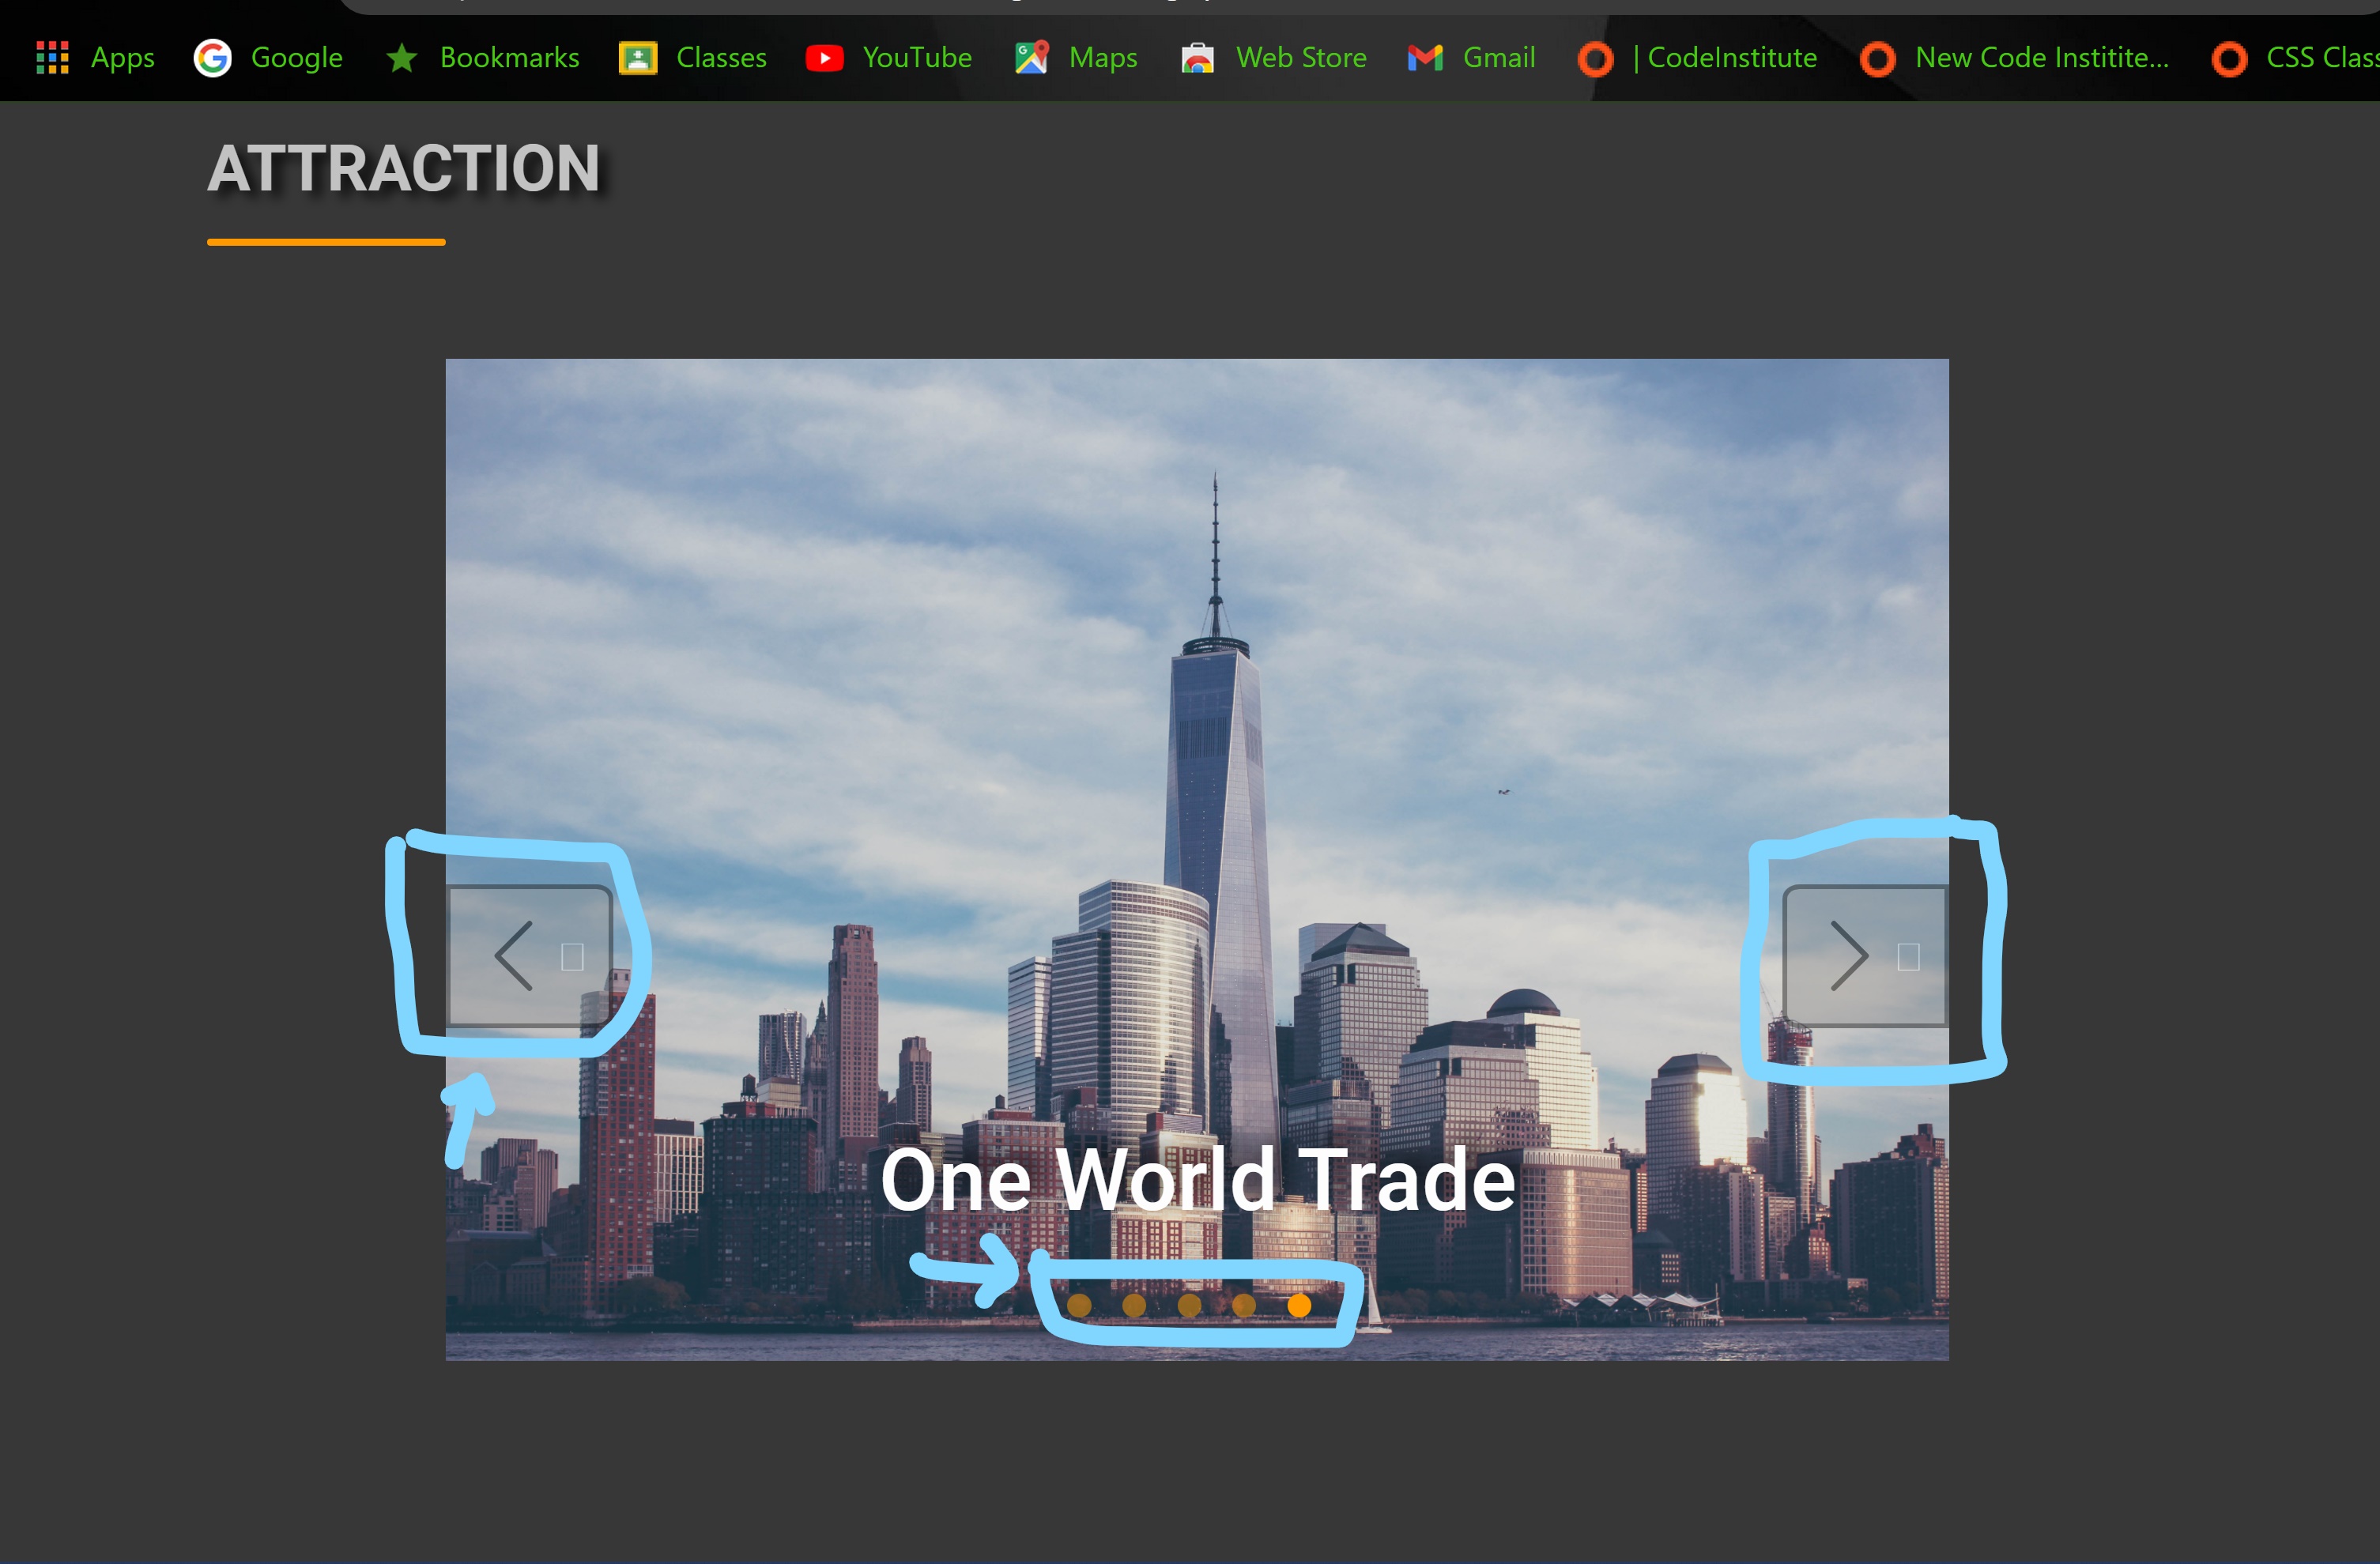 Apps Google Bookmarks Classes YouTube Maps Web Store Gmail | CodeInstitute New Code Institite... CSS Clas
ATTRACTION
One World Trade